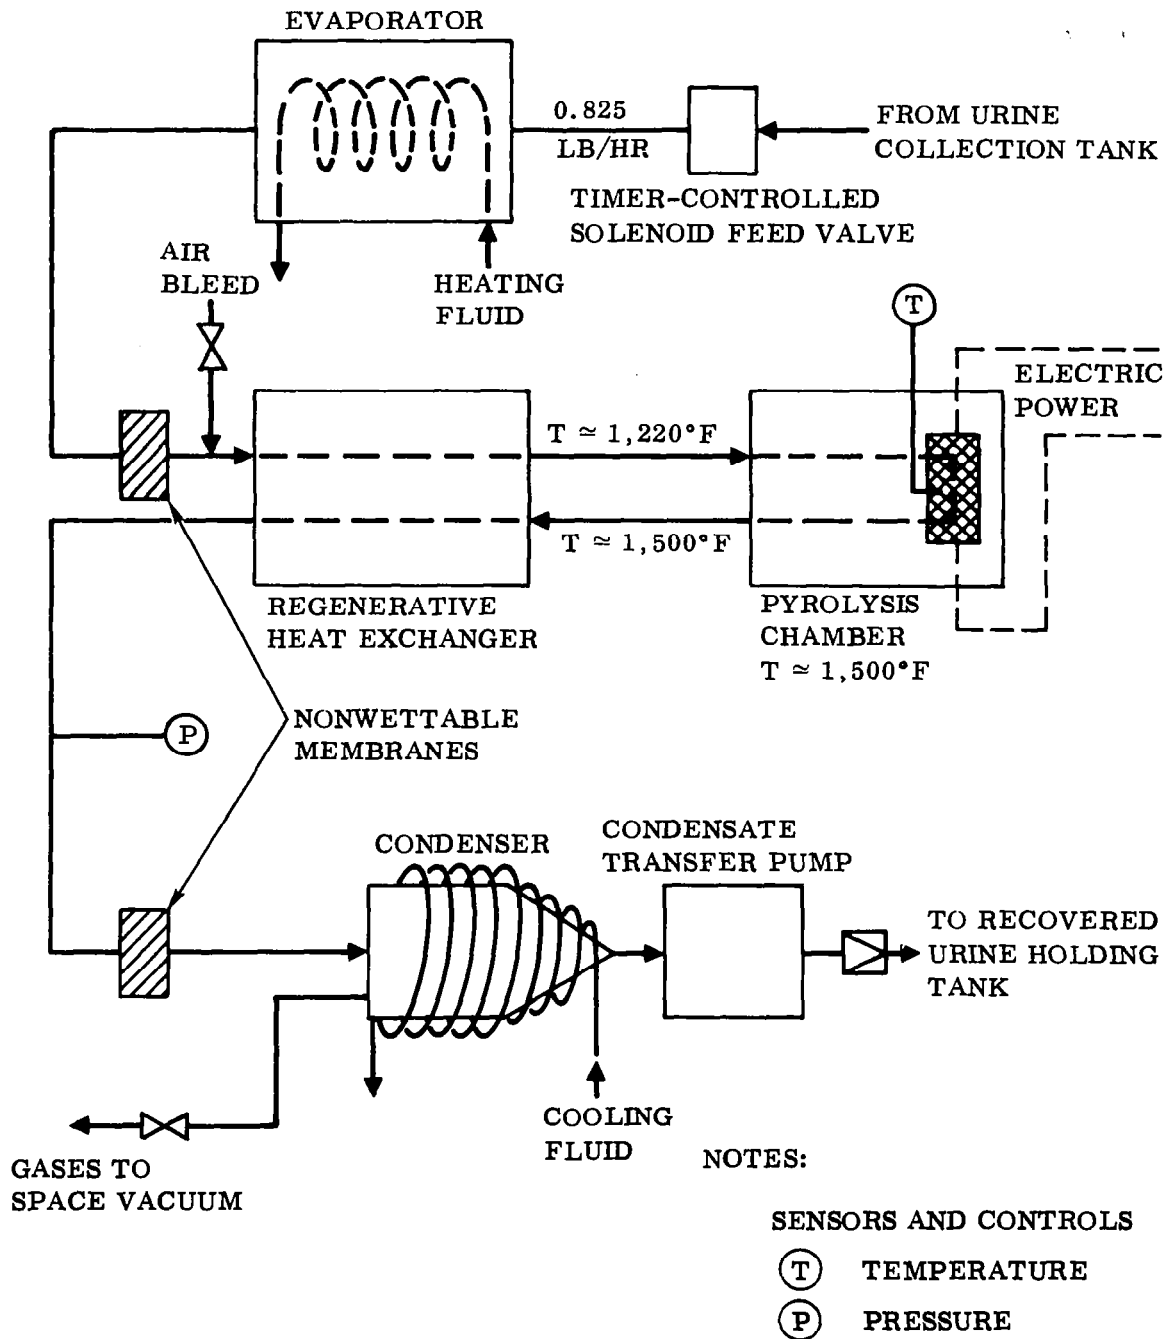 EVAPORATOR
0.825
LB/HR
FROM URINE
COLLECTION TANK
TIMER-CONTROLLED
SOLENOID FEED VALVE
AIR
BLEED
HEATING
FLUID
T
ELECTRIC
POWER
T ≃ 1,220°F
T ≃ 1,500°F
REGENERATIVE
HEAT EXCHANGER
PYROLYSIS
CHAMBER
T ≃ 1,500°F
NONWETTABLE
MEMBRANES
P
CONDENSER
CONDENSATE
TRANSFER PUMP
TO RECOVERED
URINE HOLDING
TANK
COOLING
FLUID
GASES TO
SPACE VACUUM
NOTES:
SENSORS AND CONTROLS
T TEMPERATURE
P PRESSURE